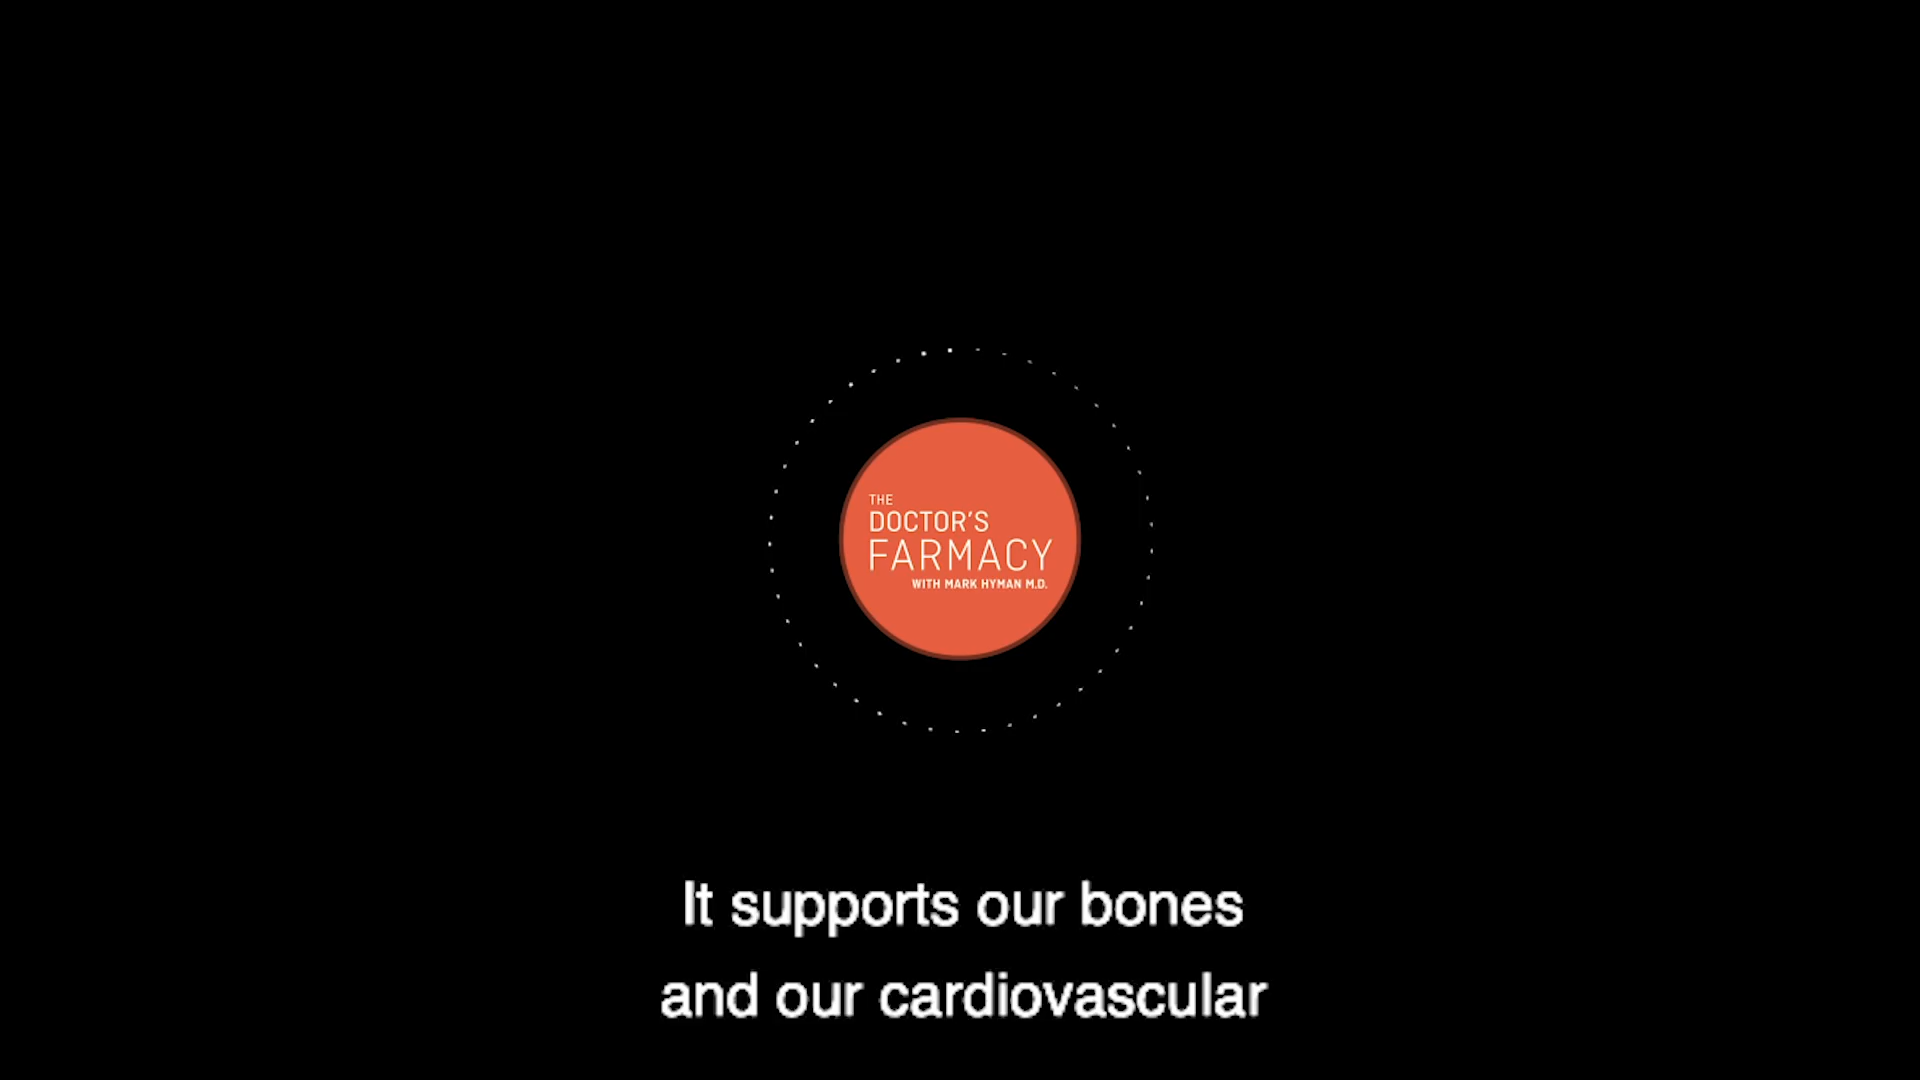 THE
DOCTOR'S
FARMACY
WITH MARK HYMAN M.D.
It supports our bones
and our cardiovascular